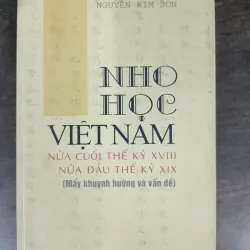 NGUYỄN KIM SƠN
NHO
HỌC
VIỆT NAM
NỬA CUỐI THẾ KỶ XVIII
NỬA ĐẦU THẾ KỶ XIX
(Mấy khuynh hướng và vấn đề)